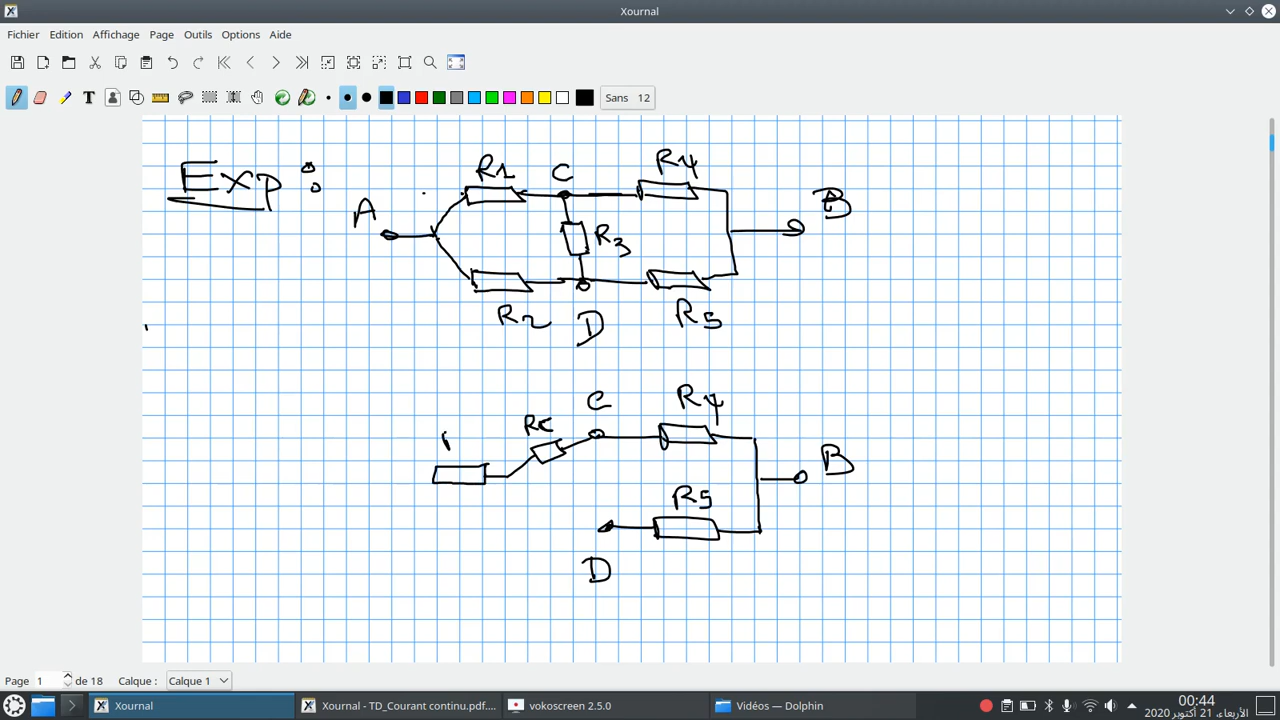 Xournal
Fichier Edition Affichage Page Outils Options Aide
Sans 12
Exp :
R1 C R4
A B
R3
R2 D R5
C R4
RC
B
R5
D
Page 1 de 18 Calque : Calque 1
Xournal
Xournal - TD_Courant continu.pdf....
vokoscreen 2.5.0
Vidéos — Dolphin
00:44
الأربعاء، 21 أكتوبر 2020